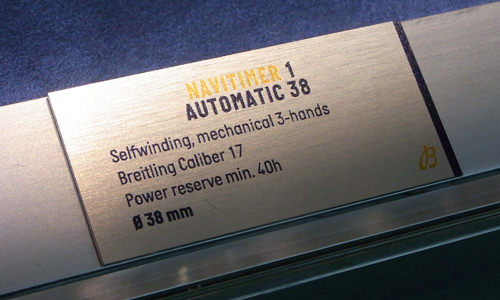 NAVITIMER 1
AUTOMATIC 38
Selfwinding, mechanical 3-hands
Breitling Caliber 17
Power reserve min. 40h
Ø 38 mm
B